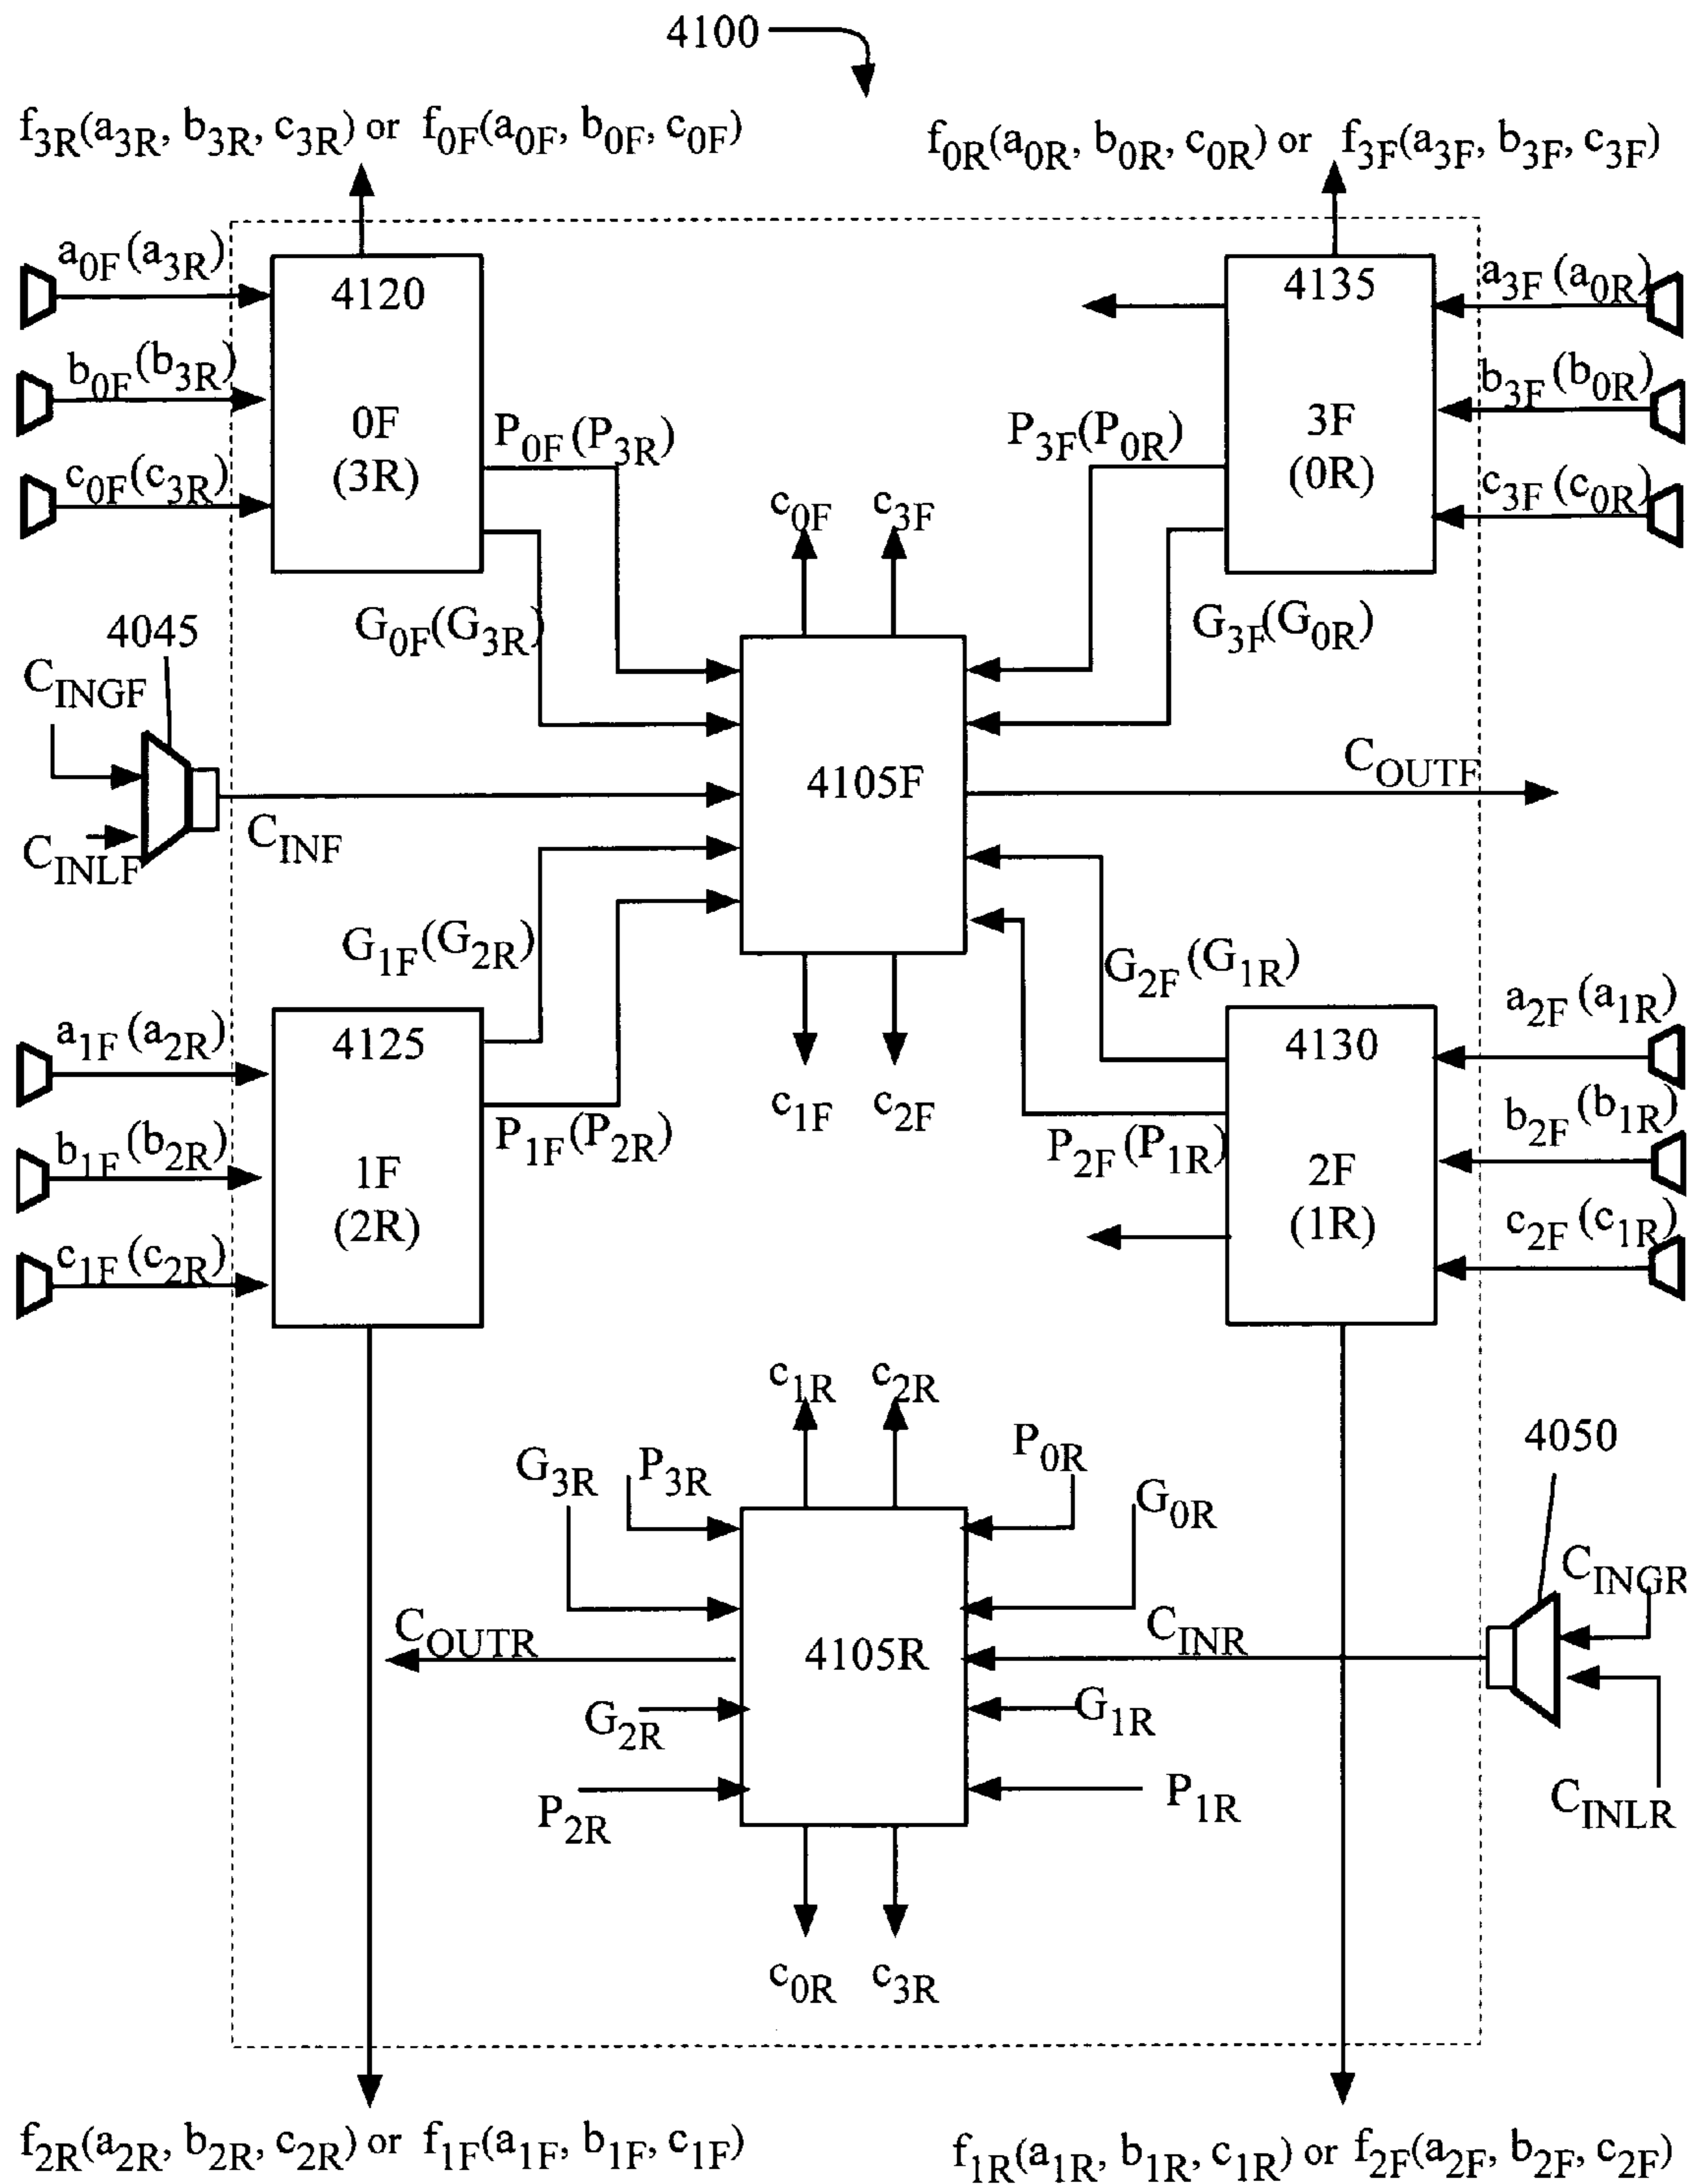 4100
f3R(a3R, b3R, c3R) or f0F(a0F, b0F, c0F)
f0R(a0R, b0R, c0R) or f3F(a3F, b3F, c3F)
a0F (a3R)
4120
4135
a3F (a0R)
b0F (b3R)
b3F (b0R)
0F
(3R)
P0F (P3R)
P3F (P0R)
3F
(0R)
c0F (c3R)
c3F (c0R)
c0F
c3F
G0F (G3R)
G3F (G0R)
4045
CINGF
4105F
COUTF
CINLF
CINF
G1F (G2R)
G2F (G1R)
a1F (a2R)
4125
4130
a2F (a1R)
c1F
c2F
b1F (b2R)
P1F (P2R)
P2F (P1R)
b2F (b1R)
1F
(2R)
2F
(1R)
c1F (c2R)
c2F (c1R)
c1R
c2R
4050
G3R
P3R
P0R
G0R
CINGR
COUTR
4105R
CINR
G2R
G1R
P2R
P1R
CINLR
c0R
c3R
f2R(a2R, b2R, c2R) or f1F(a1F, b1F, c1F)
f1R(a1R, b1R, c1R) or f2F(a2F, b2F, c2F)